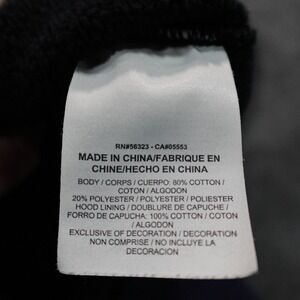 RN#56323 - CA#05553
MADE IN CHINA/FABRIQUE EN
CHINE/HECHO EN CHINA
BODY / CORPS / CUERPO: 80% COTTON /
COTON / ALGODON
20% POLYESTER / POLYESTER / POLIESTER
HOOD LINING / DOUBLURE DE CAPUCHE /
FORRO DE CAPUCHA: 100% COTTON / COTON
/ ALGODON
EXCLUSIVE OF DECORATION / DECORATION
NON COMPRISE / NO INCLUYE LA
DECORACION